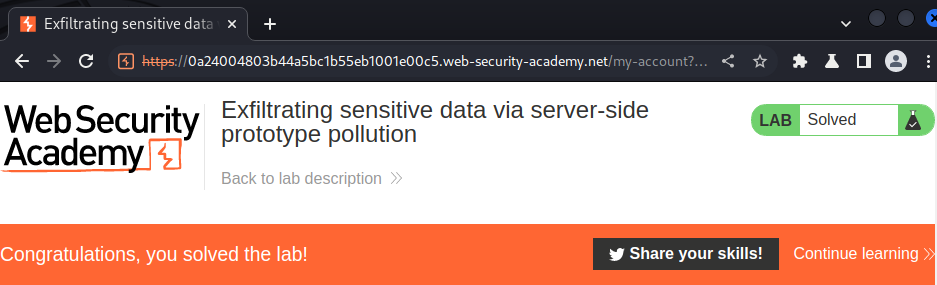 Exfiltrating sensitive data
https://0a24004803b44a5bc1b55eb1001e00c5.web-security-academy.net/my-account?...
Web Security
Academy
Exfiltrating sensitive data via server-side
prototype pollution
Back to lab description
LAB Solved
Congratulations, you solved the lab!
Share your skills!
Continue learning